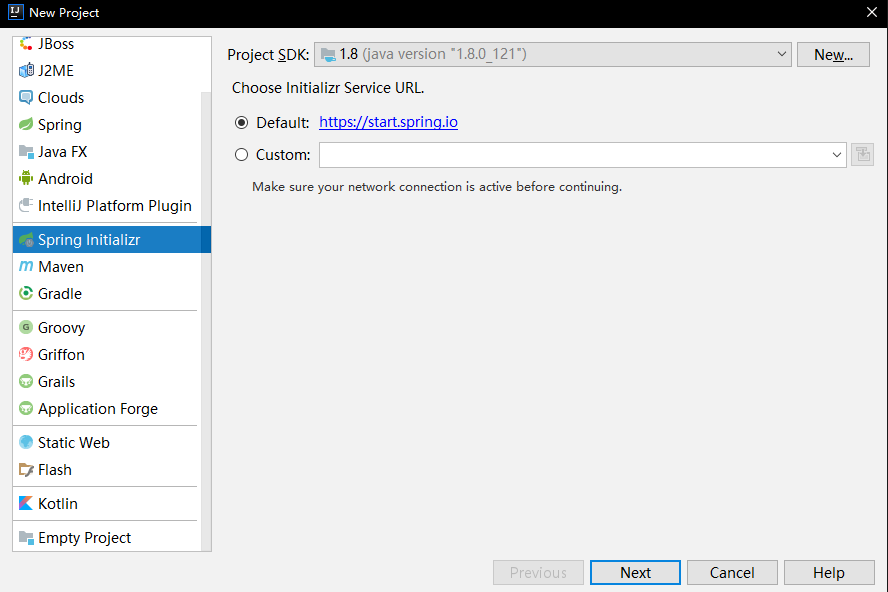 New Project
JBoss
J2ME
Clouds
Spring
Java FX
Android
IntelliJ Platform Plugin
Spring Initializr
Maven
Gradle
Groovy
Griffon
Grails
Application Forge
Static Web
Flash
Kotlin
Empty Project
Project SDK: 1.8 (java version "1.8.0_121") New...
Choose Initializr Service URL.
Default: https://start.spring.io
Custom:
Make sure your network connection is active before continuing.
Previous Next Cancel Help